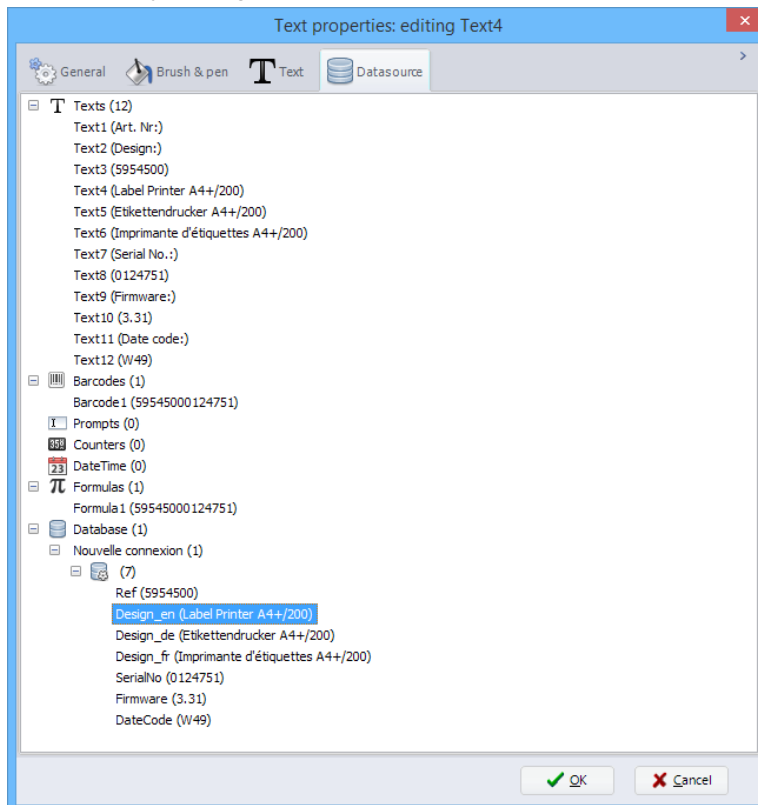 Text properties: editing Text4
General Brush & pen Text Datasource
Texts (12)
Text1 (Art. Nr:)
Text2 (Design:)
Text3 (5954500)
Text4 (Label Printer A4+/200)
Text5 (Etikettendrucker A4+/200)
Text6 (Imprimante d'étiquettes A4+/200)
Text7 (Serial No.:)
Text8 (0124751)
Text9 (Firmware:)
Text10 (3.31)
Text11 (Date code:)
Text12 (W49)
Barcodes (1)
Barcode1 (59545000124751)
Prompts (0)
Counters (0)
23 DateTime (0)
Formulas (1)
Formula1 (59545000124751)
Database (1)
Nouvelle connexion (1)
(7)
Ref (5954500)
Design_en (Label Printer A4+/200)
Design_de (Etikettendrucker A4+/200)
Design_fr (Imprimante d'étiquettes A4+/200)
SerialNo (0124751)
Firmware (3.31)
DateCode (W49)
OK Cancel